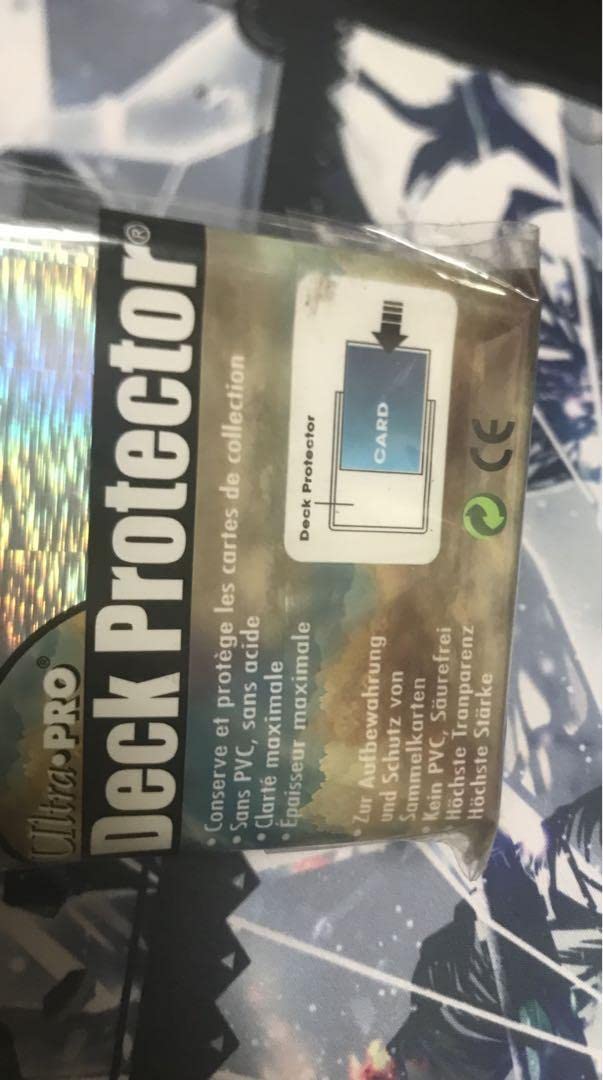 Ultra•PRO®
Deck Protector®
• Conserve et protège les cartes de collection
• Sans PVC, sans acide
• Clarté maximale
• Épaisseur maximale
• Zur Aufbewahrung
und Schutz von
Sammelkarten
• Kein PVC, Säurefrei
Höchste Tranparenz
Höchste Stärke
Deck Protector
CARD
CE